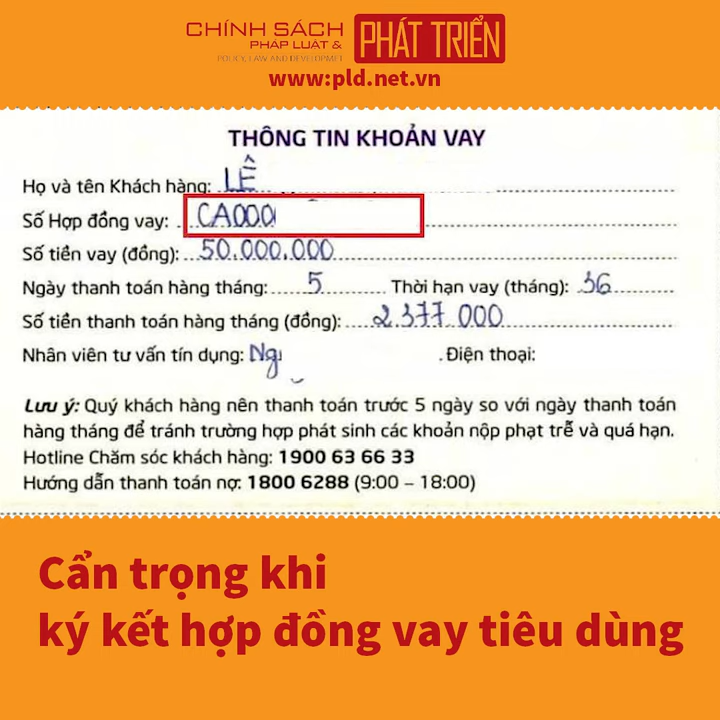 CHÍNH SÁCH
PHÁP LUẬT &
PHÁT TRIỂN
POLICY, LAW AND DEVELOPMET
www:pld.net.vn
THÔNG TIN KHOẢN VAY
Họ và tên Khách hàng: LÊ
Số Hợp đồng vay: CA000
Số tiền vay (đồng): 50.000.000
Ngày thanh toán hàng tháng: 5 Thời hạn vay (tháng): 36
Số tiền thanh toán hàng tháng (đồng): 2.377.000
Nhân viên tư vấn tín dụng: Ng Điện thoại:
Lưu ý: Quý khách hàng nên thanh toán trước 5 ngày so với ngày thanh toán
hàng tháng để tránh trường hợp phát sinh các khoản nộp phạt trễ và quá hạn.
Hotline Chăm sóc khách hàng: 1900 63 66 33
Hướng dẫn thanh toán nợ: 1800 6288 (9:00 – 18:00)
Cẩn trọng khi
ký kết hợp đồng vay tiêu dùng